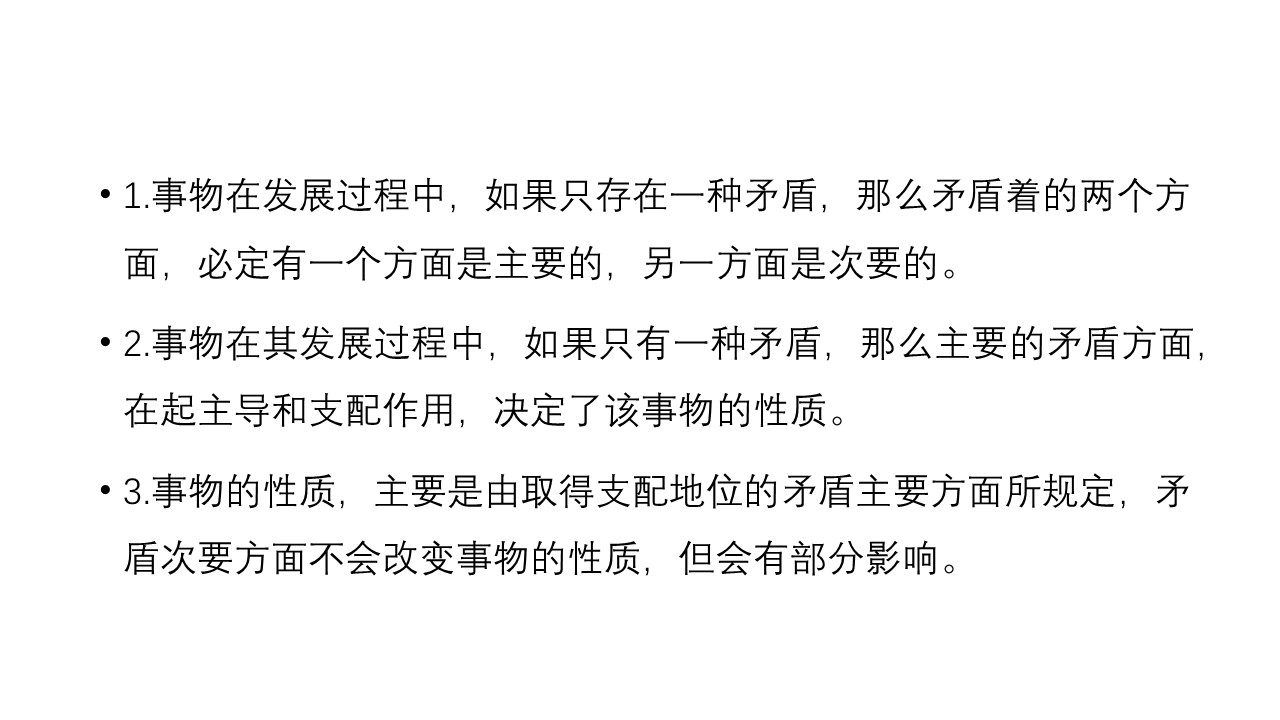 • 1.事物在发展过程中，如果只存在一种矛盾，那么矛盾着的两个方
面，必定有一个方面是主要的，另一方面是次要的。
• 2.事物在其发展过程中，如果只有一种矛盾，那么主要的矛盾方面，
在起主导和支配作用，决定了该事物的性质。
• 3.事物的性质，主要是由取得支配地位的矛盾主要方面所规定，矛
盾次要方面不会改变事物的性质，但会有部分影响。